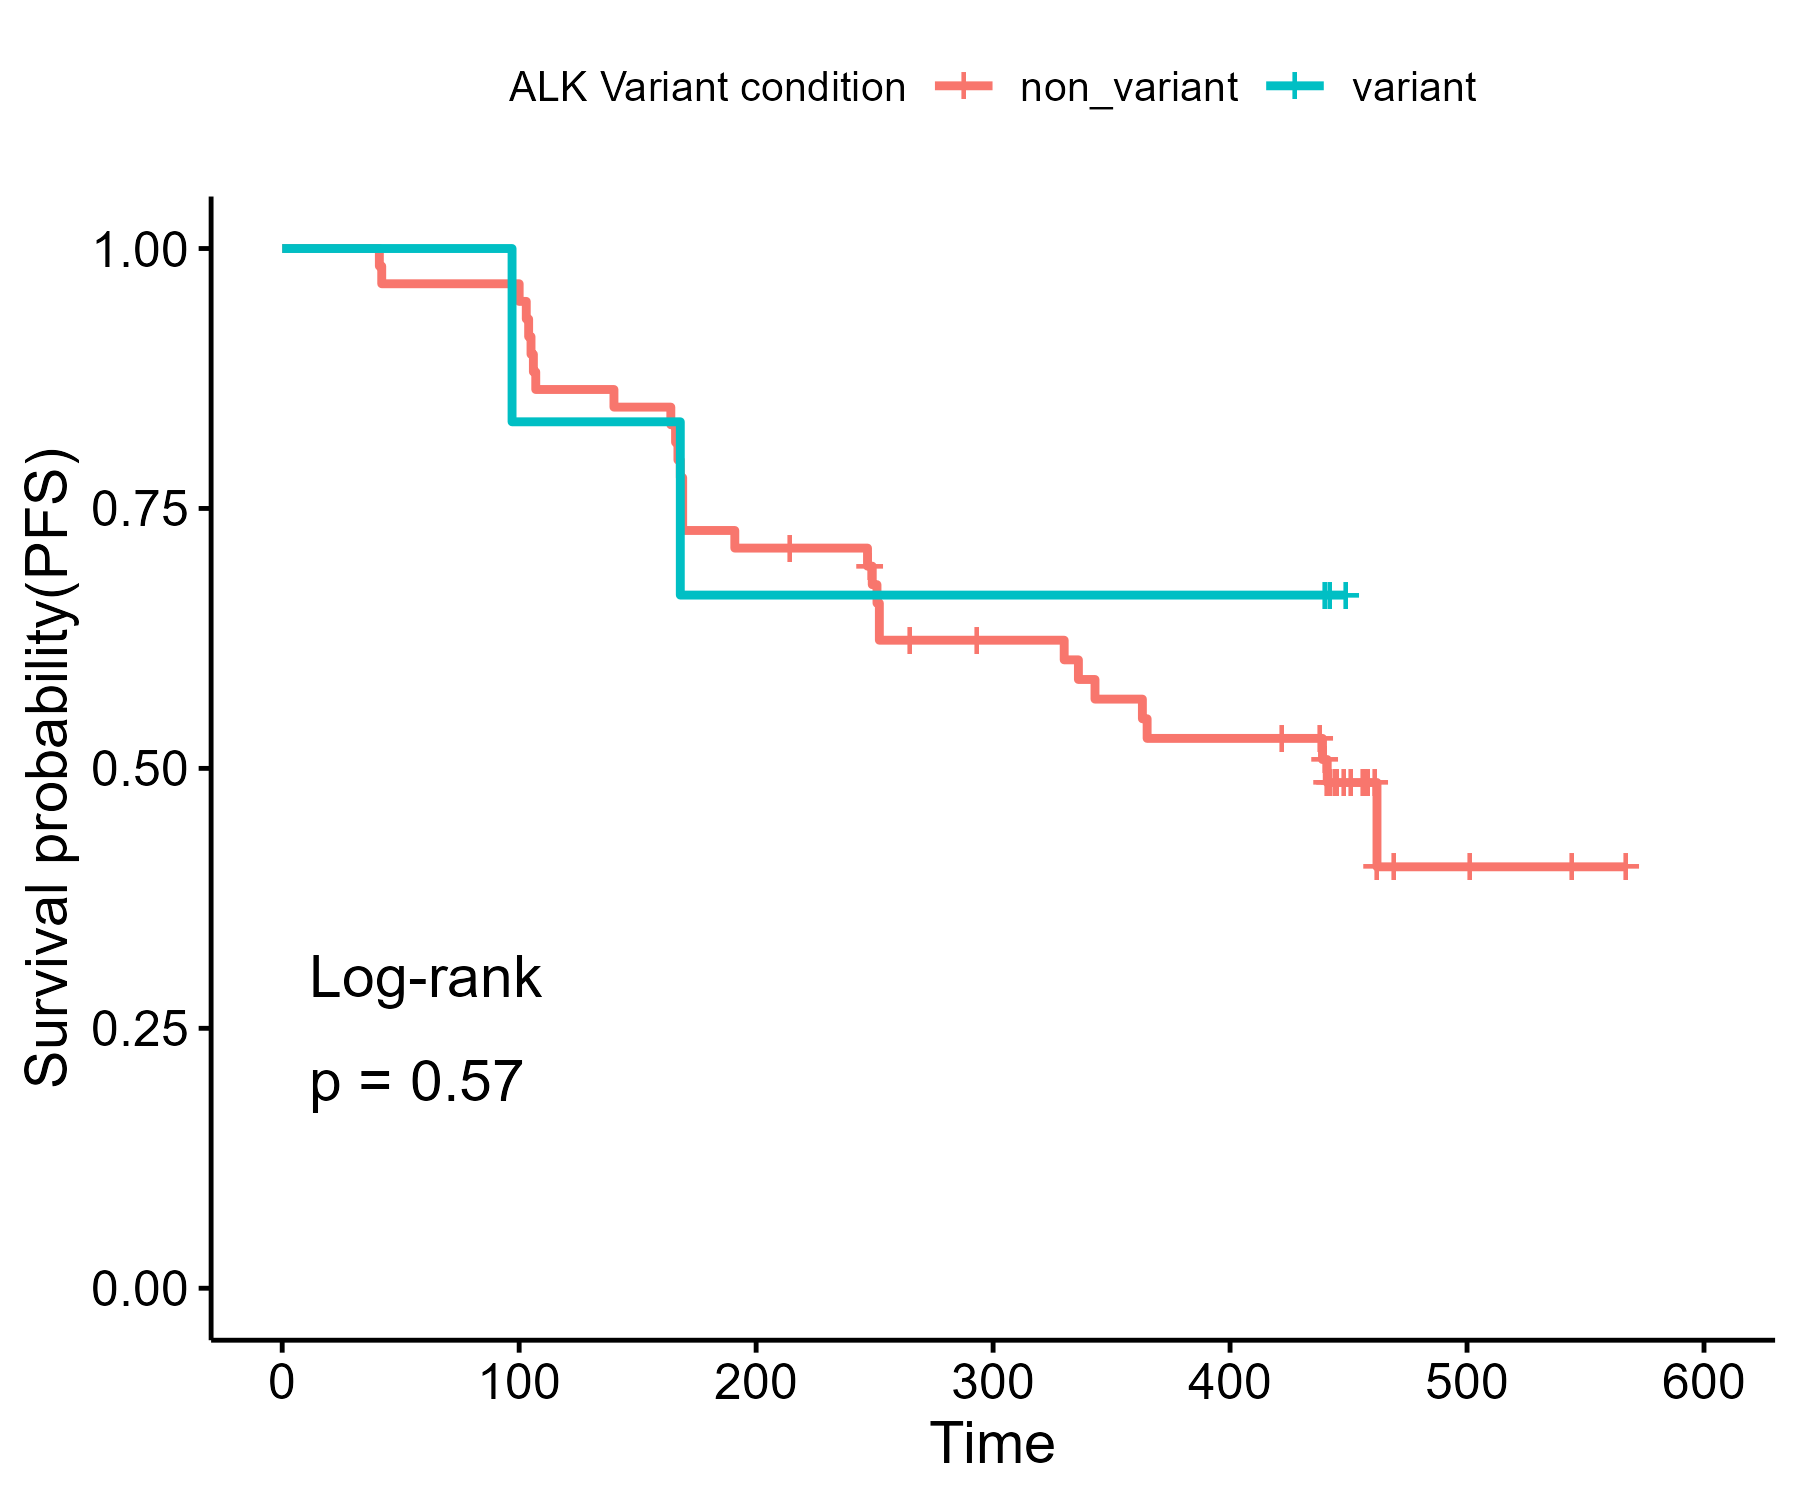 ALK Variant condition non_variant variant
Survival probability(PFS)
1.00
0.75
0.50
0.25
0.00
Log-rank
p = 0.57
0 100 200 300 400 500 600
Time